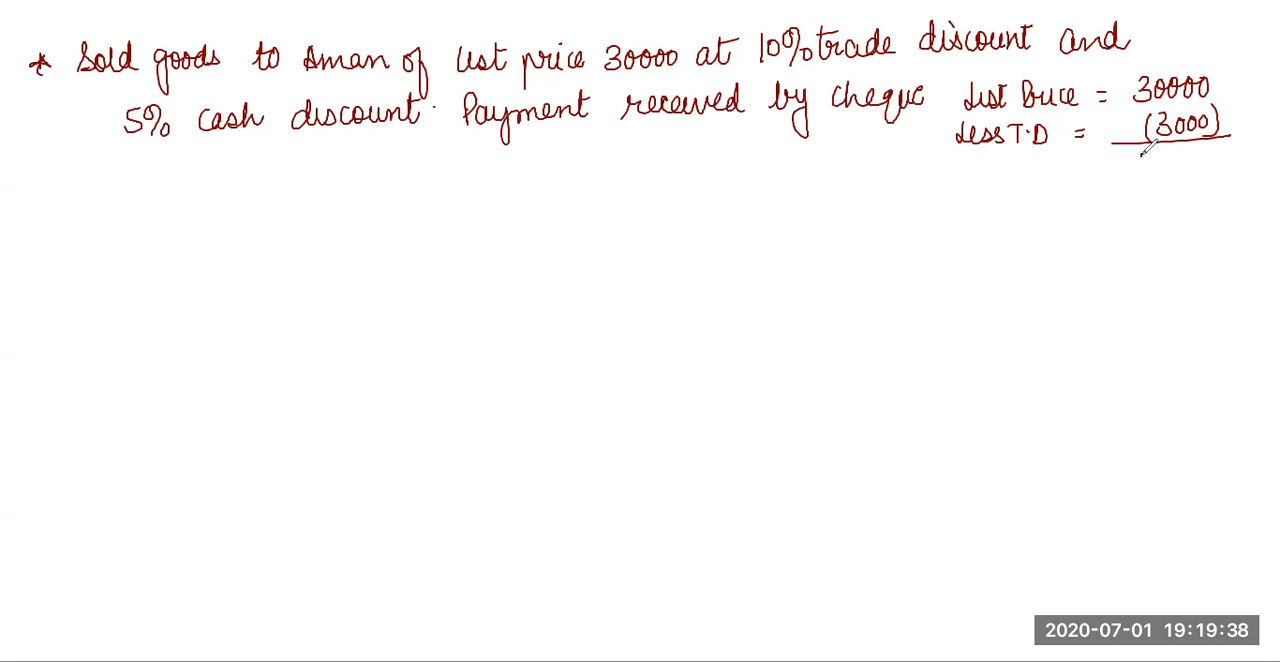 * Sold goods to Aman of list price 30000 at 10% trade discount and
5% cash discount. Payment received by cheque
List Price = 30000
Less T.D = (3000)
2020-07-01 19:19:38